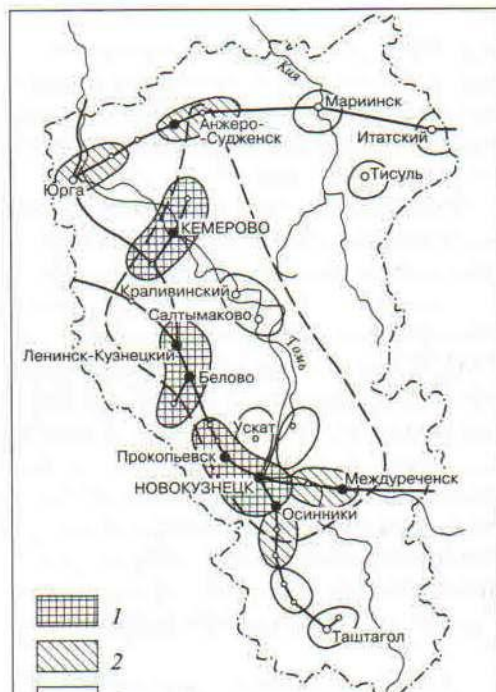 Кия
Мариинск
Анжеро-
-Судженск
Итатский
Тисуль
Юрга
КЕМЕРОВО
Крапивинский
Салтымаково
Томь
Ленинск-Кузнецкий
Белово
Ускат
Прокопьевск
Междуреченск
НОВОКУЗНЕЦК
Осинники
Таштагол
1
2